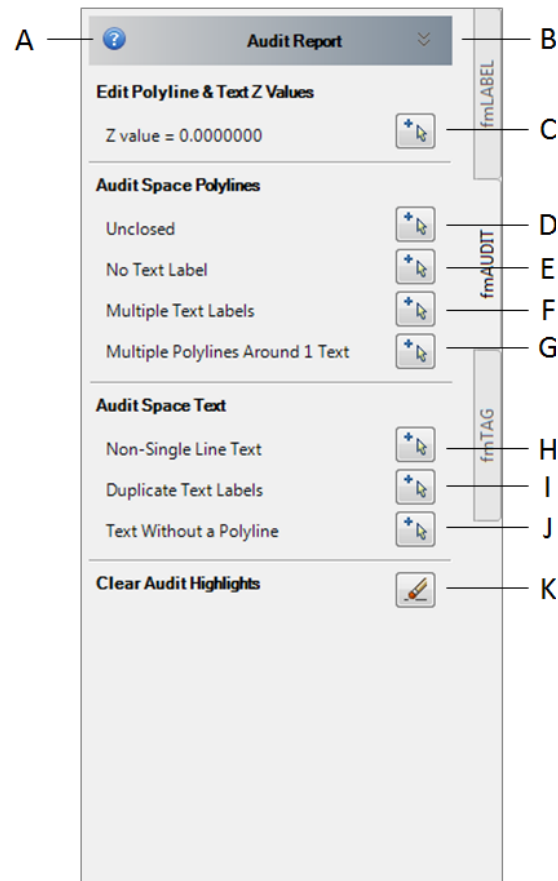 A
? Audit Report
B
fmLABEL
Edit Polyline & Text Z Values
Z value = 0.0000000
C
Audit Space Polylines
Unclosed
D
fmAUDIT
No Text Label
E
Multiple Text Labels
F
Multiple Polylines Around 1 Text
G
Audit Space Text
fmTAG
Non-Single Line Text
H
Duplicate Text Labels
I
Text Without a Polyline
J
Clear Audit Highlights
K